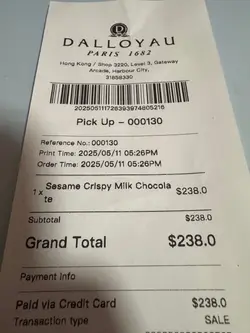 DALLOYAU
PARIS 1682
Hong Kong / Shop 3220, Level 3, Gateway
Arcade, Harbour City,
31858330
Pick Up - 000130
Reference No.: 000130
Print Time: 2025/05/11 05:26PM
Order Time: 2025/05/11 05:26PM
1 x Sesame Crispy Milk Chocola $238.0
te
Subtotal $238.0
Grand Total $238.0
Payment Info
Paid via Credit Card $238.0
Transaction type SALE